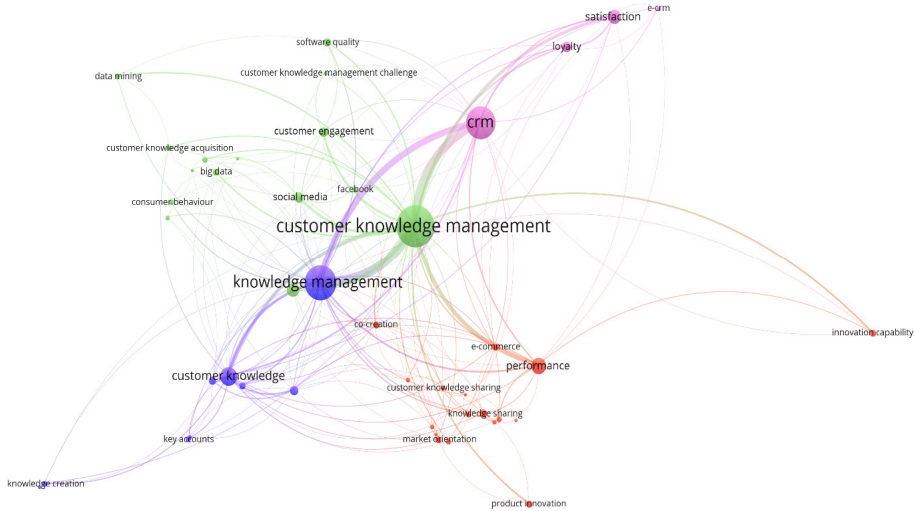 e-crm
satisfaction
software quality
loyalty
customer knowledge management challenge
data mining
crm
customer engagement
customer knowledge acquisition
big data
facebook
social media
consumer behaviour
customer knowledge management
knowledge management
co-creation
innovation capability
e-commerce
performance
customer knowledge
customer knowledge sharing
knowledge sharing
key accounts
market orientation
knowledge creation
product innovation